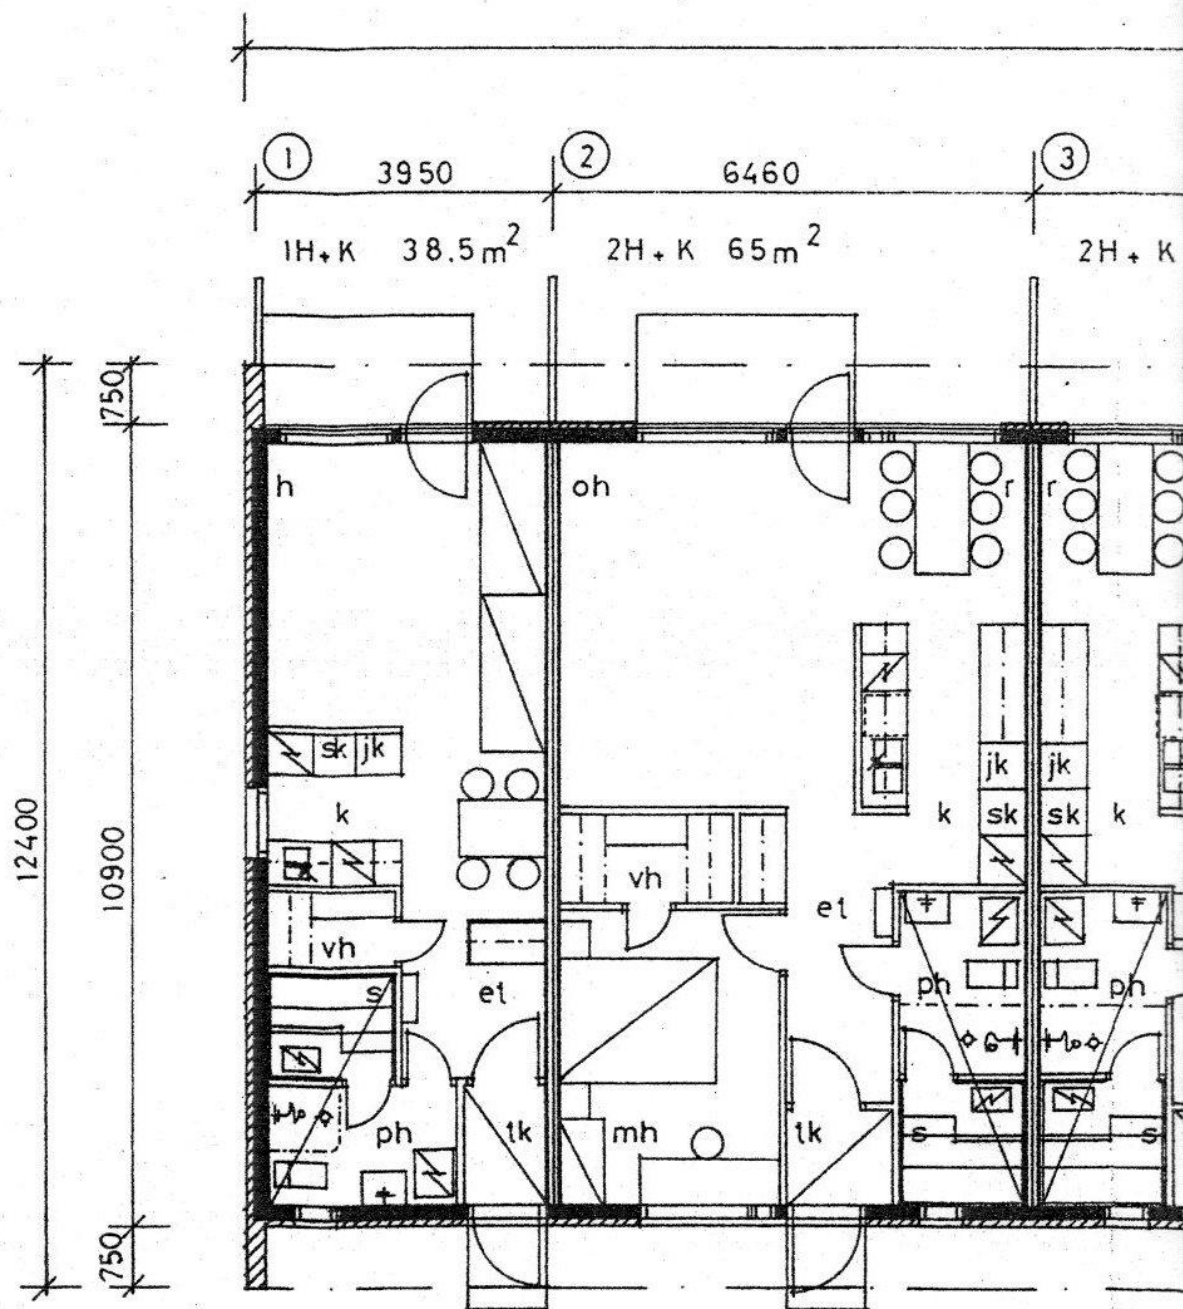 1 2 3
3950 6460
1H+K 38.5m² 2H+K 65m² 2H+K
750
h oh r r
sk jk
jk jk
12400
10900
k k sk sk k
vh
et
vh
s et ph ph
ph tk mh tk s s
750